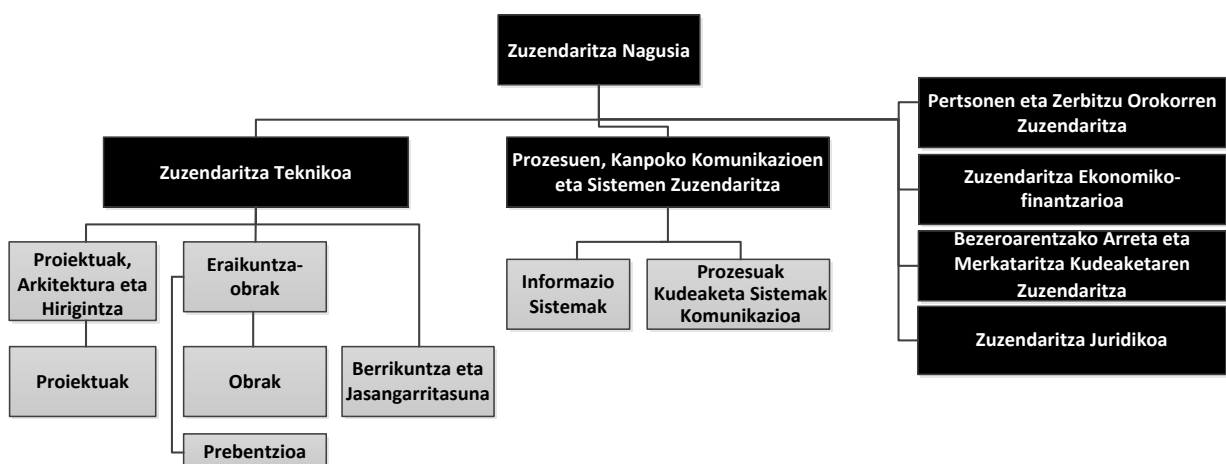 Zuzendaritza Nagusia
Pertsonen eta Zerbitzu Orokorren
Zuzendaritza
Zuzendaritza Teknikoa
Prozesuen, Kanpoko Komunikazioen
eta Sistemen Zuzendaritza
Zuzendaritza Ekonomiko-
finantzarioa
Bezeroarentzako Arreta eta
Merkataritza Kudeaketaren
Zuzendaritza
Zuzendaritza Juridikoa
Proiektuak,
Arkitektura eta
Hirigintza
Eraikuntza-
obrak
Informazio
Sistemak
Prozesuak
Kudeaketa Sistemak
Komunikazioa
Proiektuak
Obrak
Berrikuntza eta
Jasangarritasuna
Prebentzioa